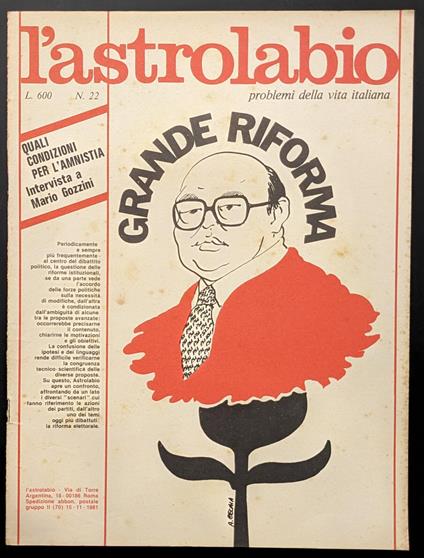 l'astrolabio
L. 600 N. 22
problemi della vita italiana
QUALI
CONDIZIONI
PER L'AMNISTIA
Intervista a
Mario Gozzini
GRANDE RIFORMA
Periodicamente
e sempre
più frequentemente
al centro del dibattito
politico, la questione delle
riforme istituzionali,
se da una parte vede
l'accordo
delle forze politiche
sulla necessità
di modifiche, dall'altra
è condizionata
dall'ambiguità di alcune
tra le proposte avanzate:
occorrerebbe precisarne
il contenuto,
chiarirne le motivazioni
e gli obiettivi.
La confusione delle
ipotesi e dei linguaggi
rende difficile verificarne
la congruenza
tecnico-scientifica delle
diverse proposte.
Su questo, Astrolabio
apre un confronto,
affrontando da un lato
i diversi "scenari" cui
fanno riferimento le azioni
dei partiti, dall'altro
uno dei temi
oggi più dibattuti:
la riforma elettorale.
l'astrolabio - Via di Torre
Argentina, 18 - 00186 Roma
Spedizione abbon. postale
gruppo II (70) 15-11-1981